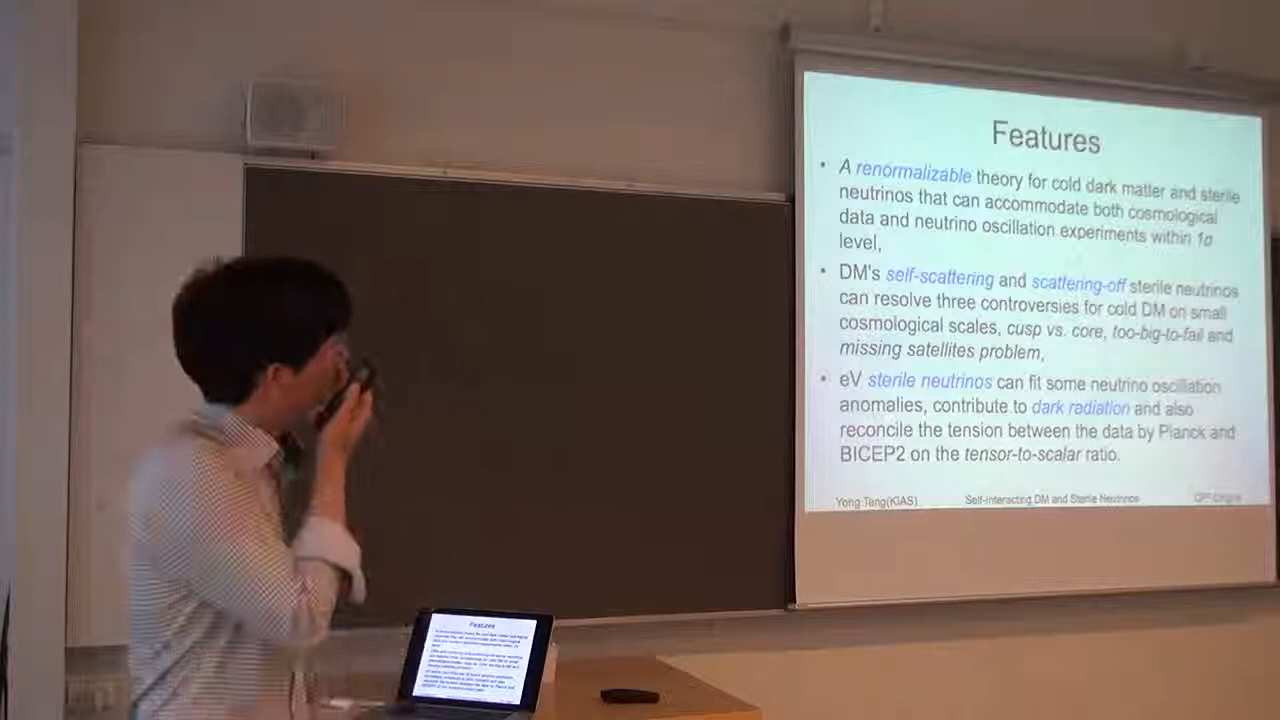 Features
• A renormalizable theory for cold dark matter and sterile
neutrinos that can accommodate both cosmological
data and neutrino oscillation experiments within 1σ
level,
• DM's self-scattering and scattering-off sterile neutrinos
can resolve three controversies for cold DM on small
cosmological scales, cusp vs. core, too-big-to-fail and
missing satellites problem,
• eV sterile neutrinos can fit some neutrino oscillation
anomalies, contribute to dark radiation and also
reconcile the tension between the data by Planck and
BICEP2 on the tensor-to-scalar ratio.
Yong Tang(KIAS) Self-Interacting DM and Sterile Neutrinos
Features